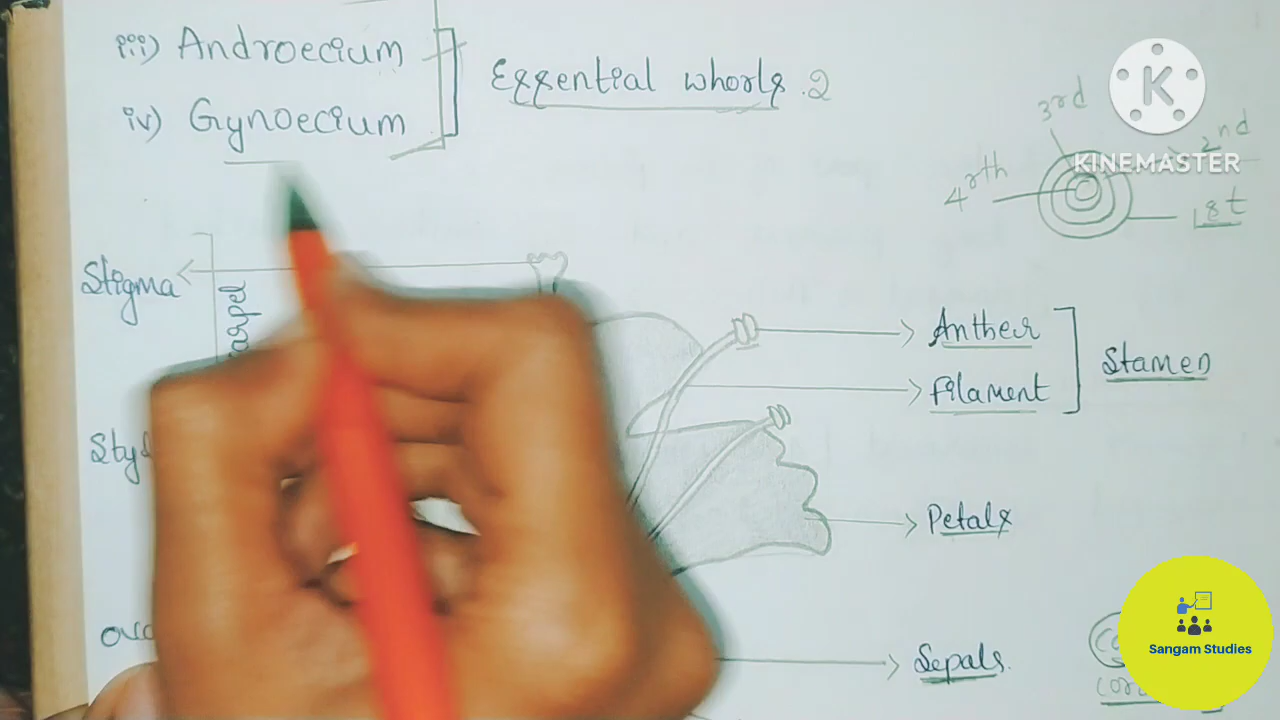 iii) Androecium
iv) Gynoecium
Essential whorls .2
3rd
2nd
4rth
1st
KINEMASTER
Stigma
Anther
Filament
Stamen
Petals
Sepals.
Sangam Studies